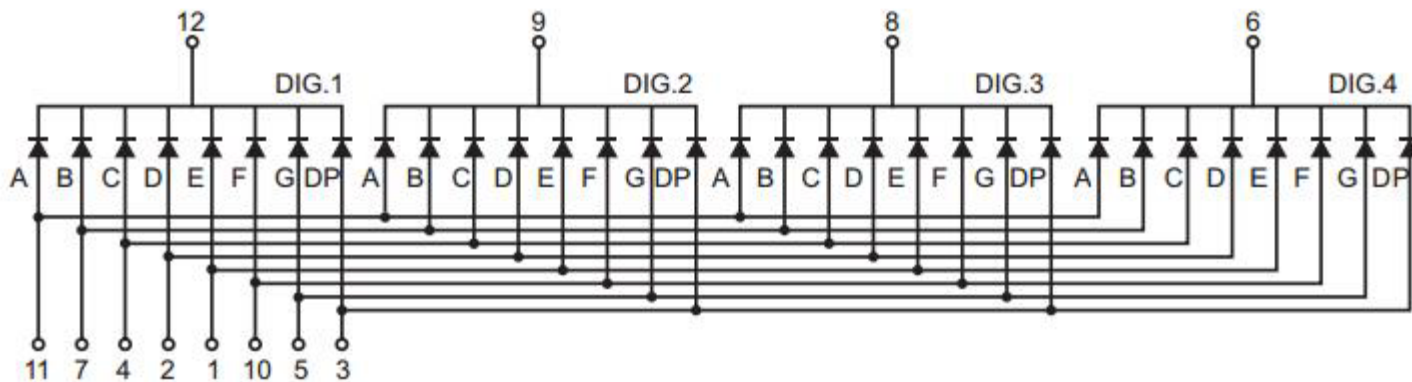 12 9 8 6
DIG.1 DIG.2 DIG.3 DIG.4
A B C D E F G DP A B C D E F G DP A B C D E F G DP A B C D E F G DP
11 7 4 2 1 10 5 3